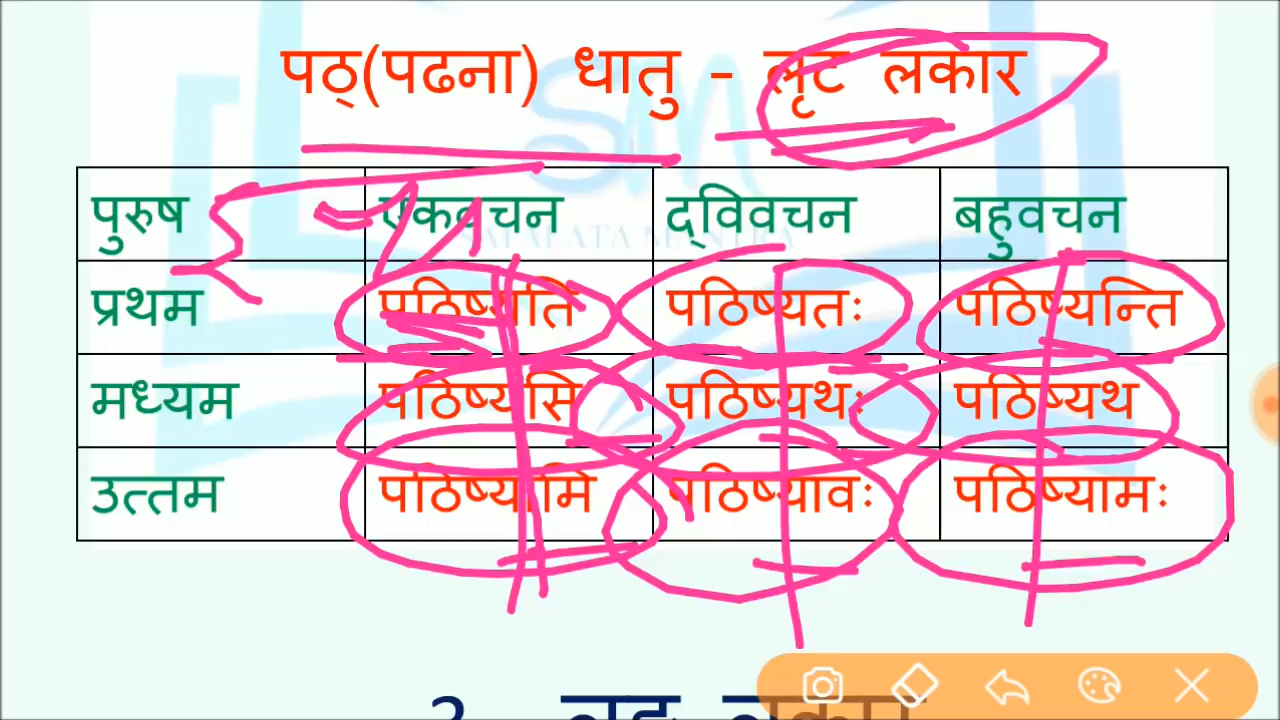 पठ्(पढना) धातु - लृट लकार
पुरुष एकवचन द्विवचन बहुवचन
प्रथम पठिष्यति पठिष्यतः पठिष्यन्ति
मध्यम पठिष्यसि पठिष्यथः पठिष्यथ
उत्तम पठिष्यामि पठिष्यावः पठिष्यामः